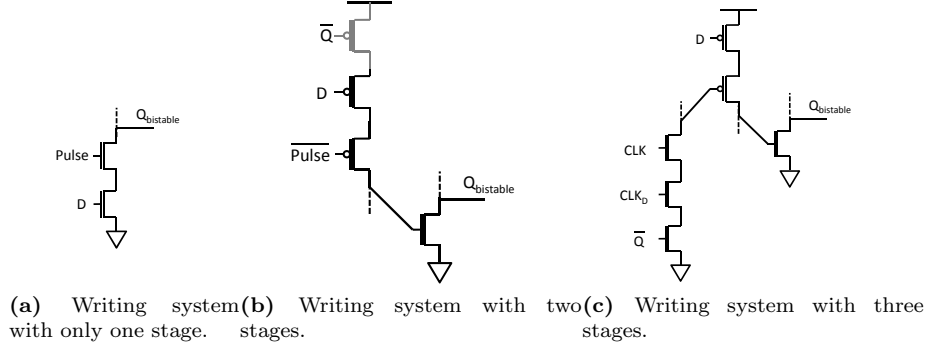 Q̅
D
D
Q_bistable
Q_bistable
Pulse
P̅u̅l̅s̅e̅
CLK
Q_bistable
CLK_D
D
Q̅
(a) Writing system
with only one stage.
(b) Writing system with two
stages.
(c) Writing system with three
stages.